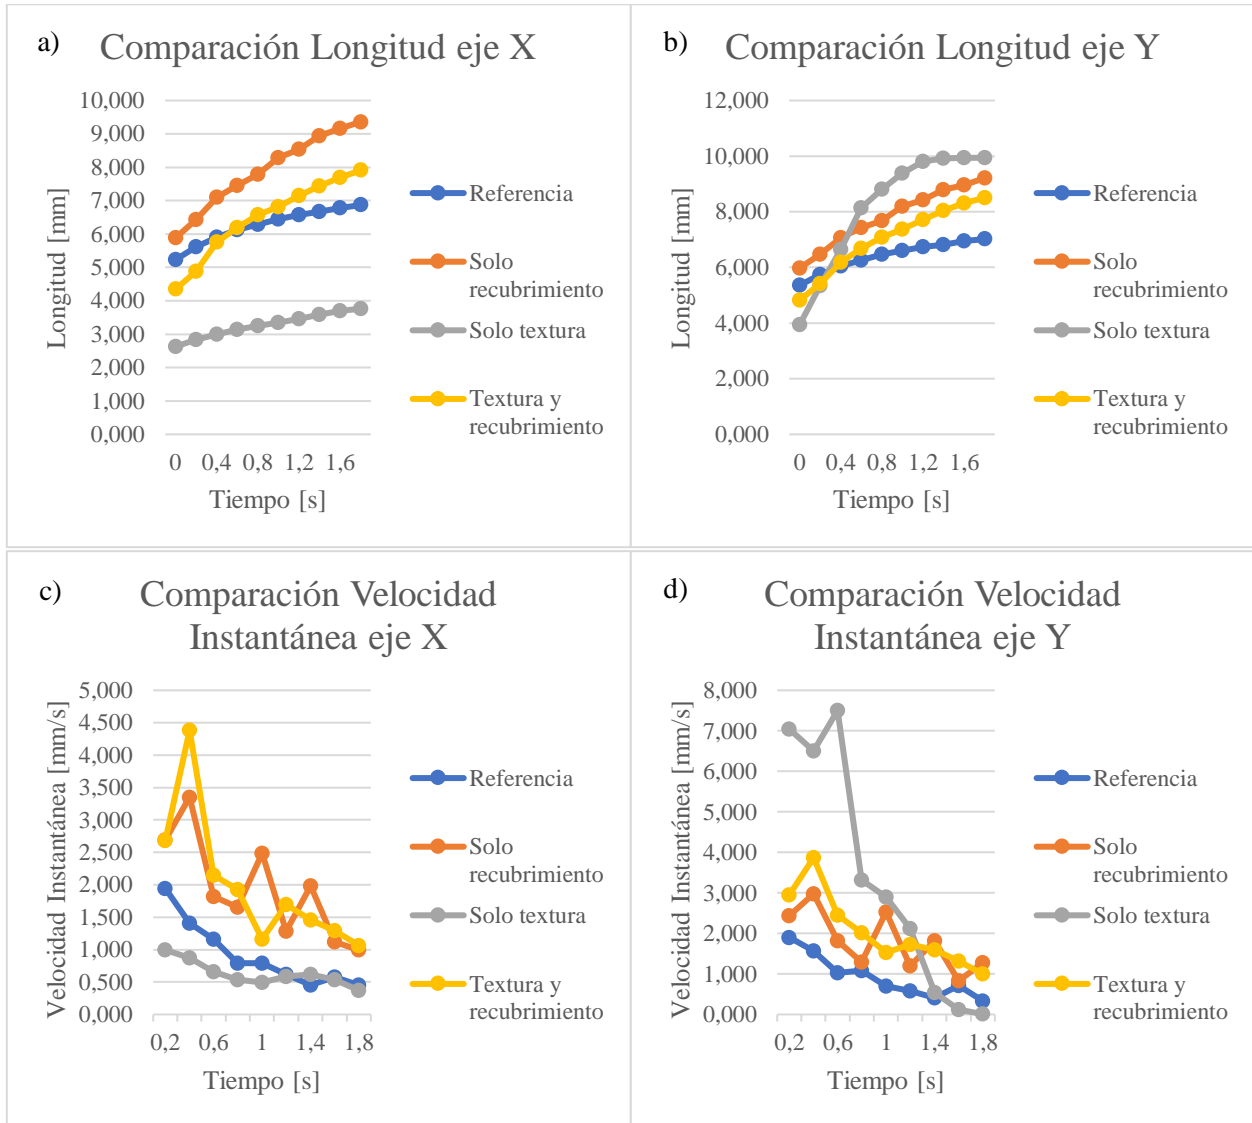 a)
Comparación Longitud eje X
10,000
9,000
8,000
7,000
6,000
5,000
4,000
3,000
2,000
1,000
0,000
Longitud [mm]
0 0,4 0,8 1,2 1,6
Tiempo [s]
Referencia
Solo
recubrimiento
Solo textura
Textura y
recubrimiento
b)
Comparación Longitud eje Y
12,000
10,000
8,000
6,000
4,000
2,000
0,000
Longitud [mm]
0 0,4 0,8 1,2 1,6
Tiempo [s]
Referencia
Solo
recubrimiento
Solo textura
Textura y
recubrimiento
c)
Comparación Velocidad
Instantánea eje X
5,000
4,500
4,000
3,500
3,000
2,500
2,000
1,500
1,000
0,500
0,000
Velocidad Instantánea [mm/s]
0,2 0,6 1 1,4 1,8
Tiempo [s]
Referencia
Solo
recubrimiento
Solo textura
Textura y
recubrimiento
d)
Comparación Velocidad
Instantánea eje Y
8,000
7,000
6,000
5,000
4,000
3,000
2,000
1,000
0,000
Velocidad Instantánea [mm/s]
0,2 0,6 1 1,4 1,8
Tiempo [s]
Referencia
Solo
recubrimiento
Solo textura
Textura y
recubrimiento